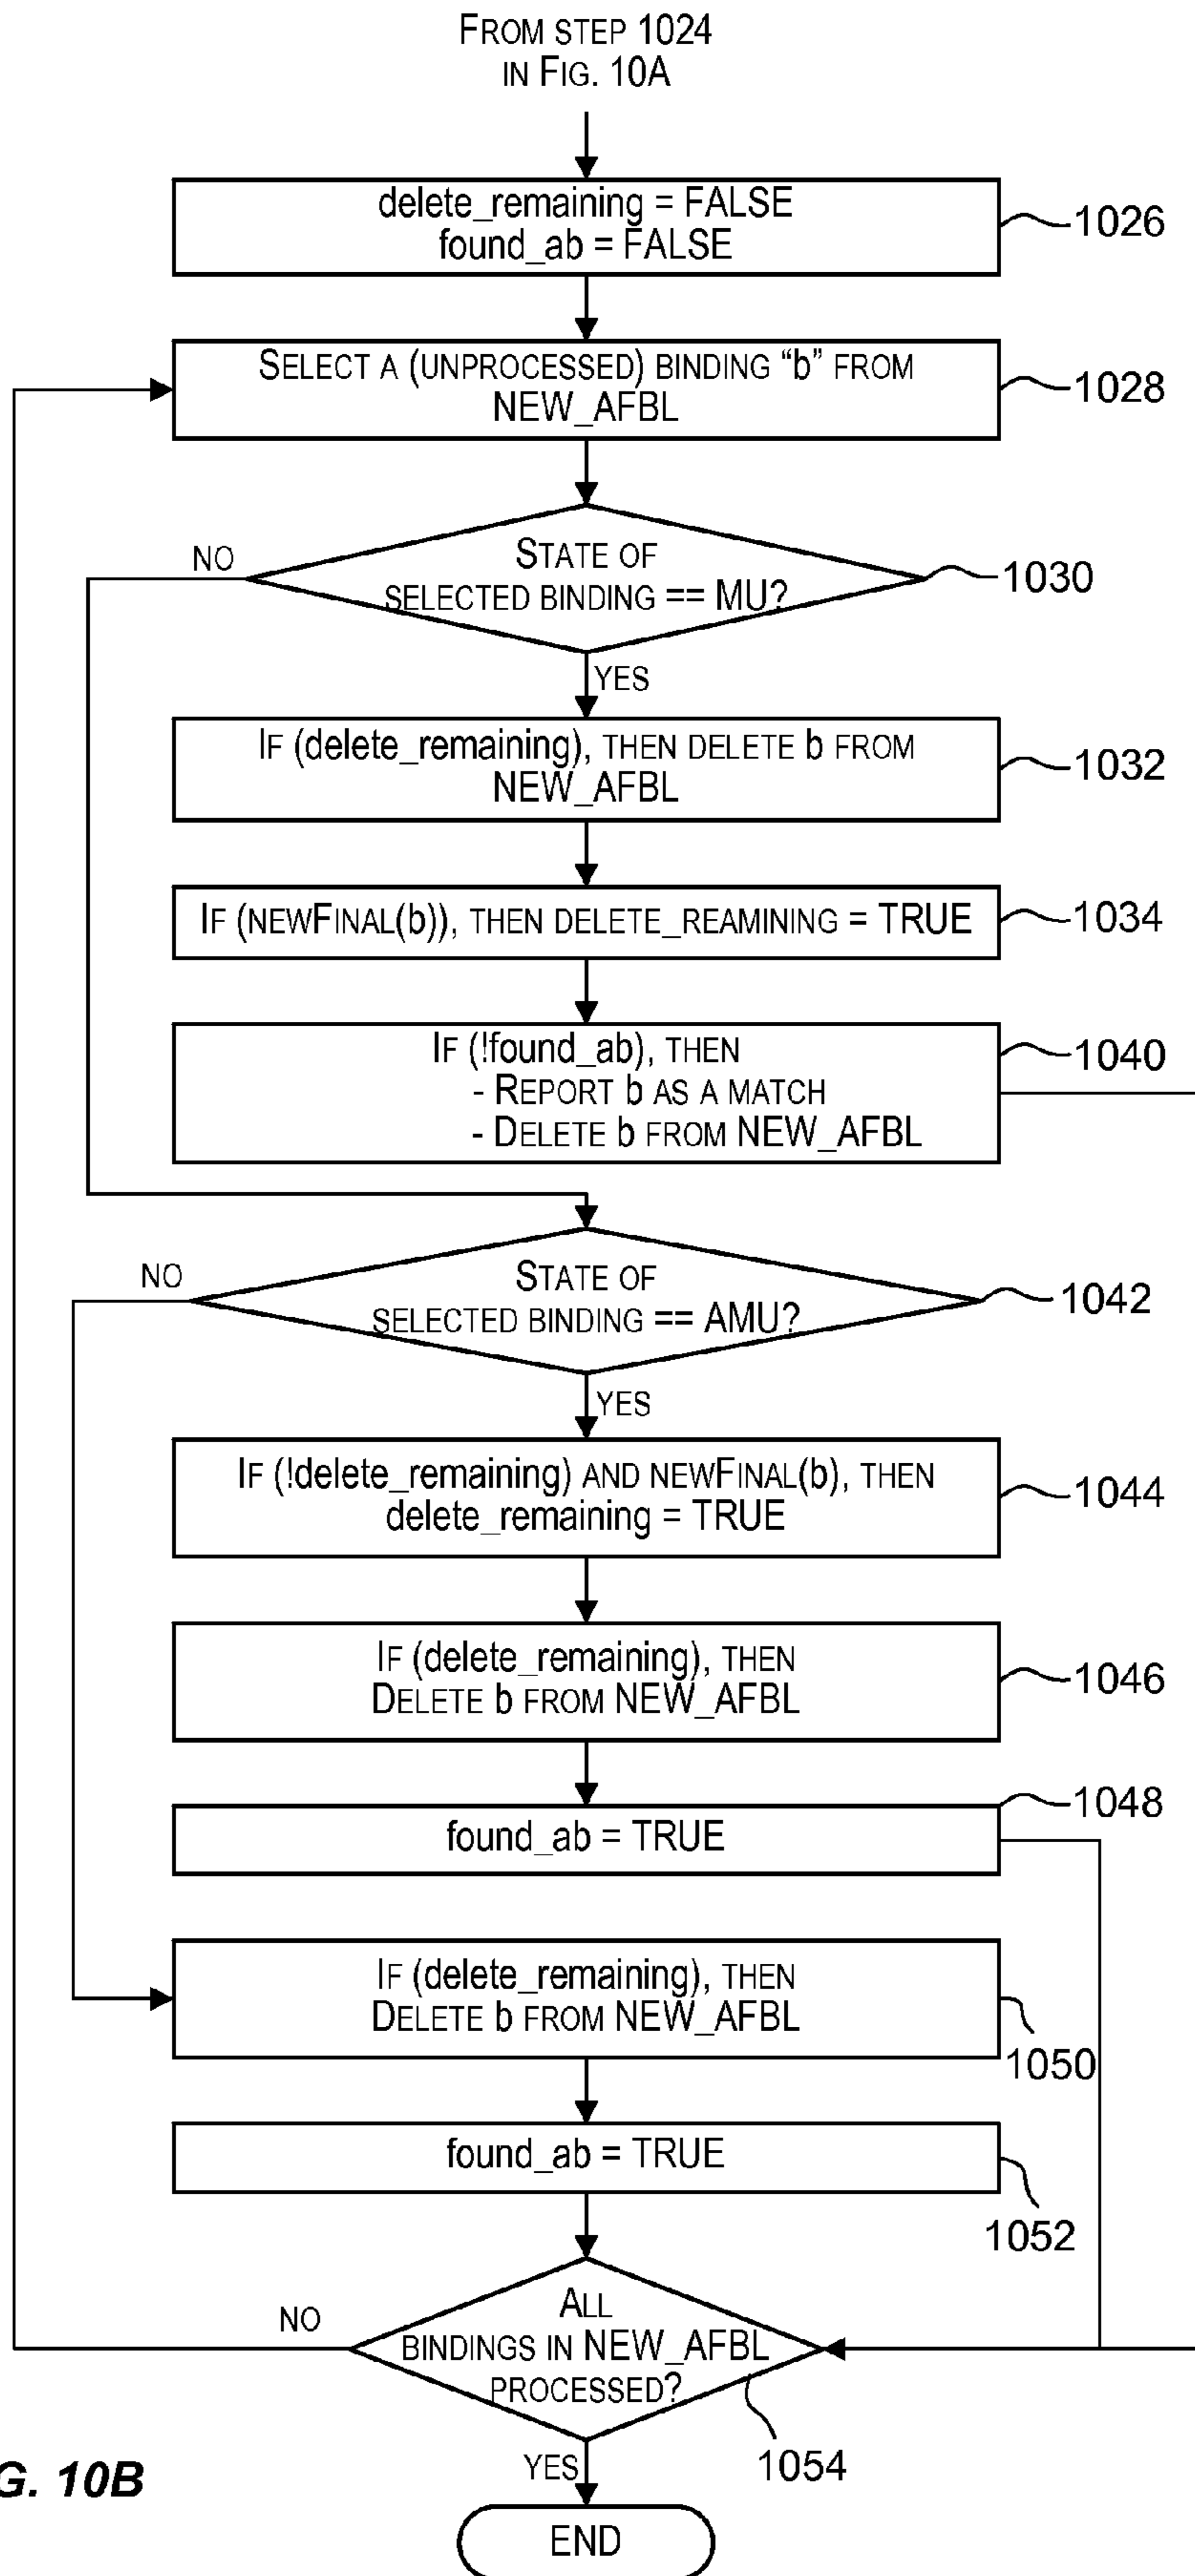 FROM STEP 1024
IN FIG. 10A
delete_remaining = FALSE
found_ab = FALSE
1026
SELECT A (UNPROCESSED) BINDING “b” FROM
NEW_AFBL
1028
NO
STATE OF
SELECTED BINDING == MU?
1030
YES
IF (delete_remaining), THEN DELETE b FROM
NEW_AFBL
1032
IF (NEWFINAL(b)), THEN DELETE_REAMINING = TRUE
1034
IF (!found_ab), THEN
- REPORT b AS A MATCH
- DELETE b FROM NEW_AFBL
1040
NO
STATE OF
SELECTED BINDING == AMU?
1042
YES
IF (!delete_remaining) AND NEWFINAL(b), THEN
delete_remaining = TRUE
1044
IF (delete_remaining), THEN
DELETE b FROM NEW_AFBL
1046
found_ab = TRUE
1048
IF (delete_remaining), THEN
DELETE b FROM NEW_AFBL
1050
found_ab = TRUE
1052
NO
ALL
BINDINGS IN NEW_AFBL
PROCESSED?
1054
YES
G. 10B
END